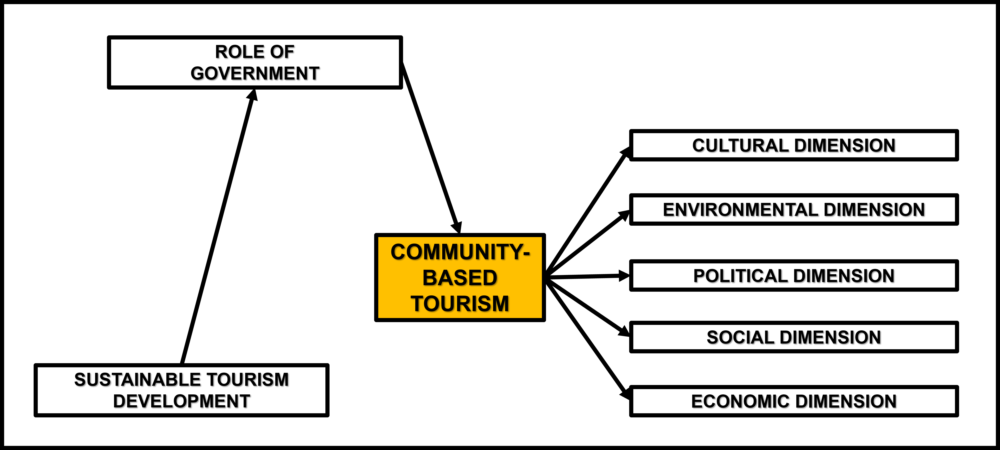 ROLE OF
GOVERNMENT
CULTURAL DIMENSION
ENVIRONMENTAL DIMENSION
COMMUNITY-
BASED
TOURISM
POLITICAL DIMENSION
SOCIAL DIMENSION
SUSTAINABLE TOURISM
DEVELOPMENT
ECONOMIC DIMENSION